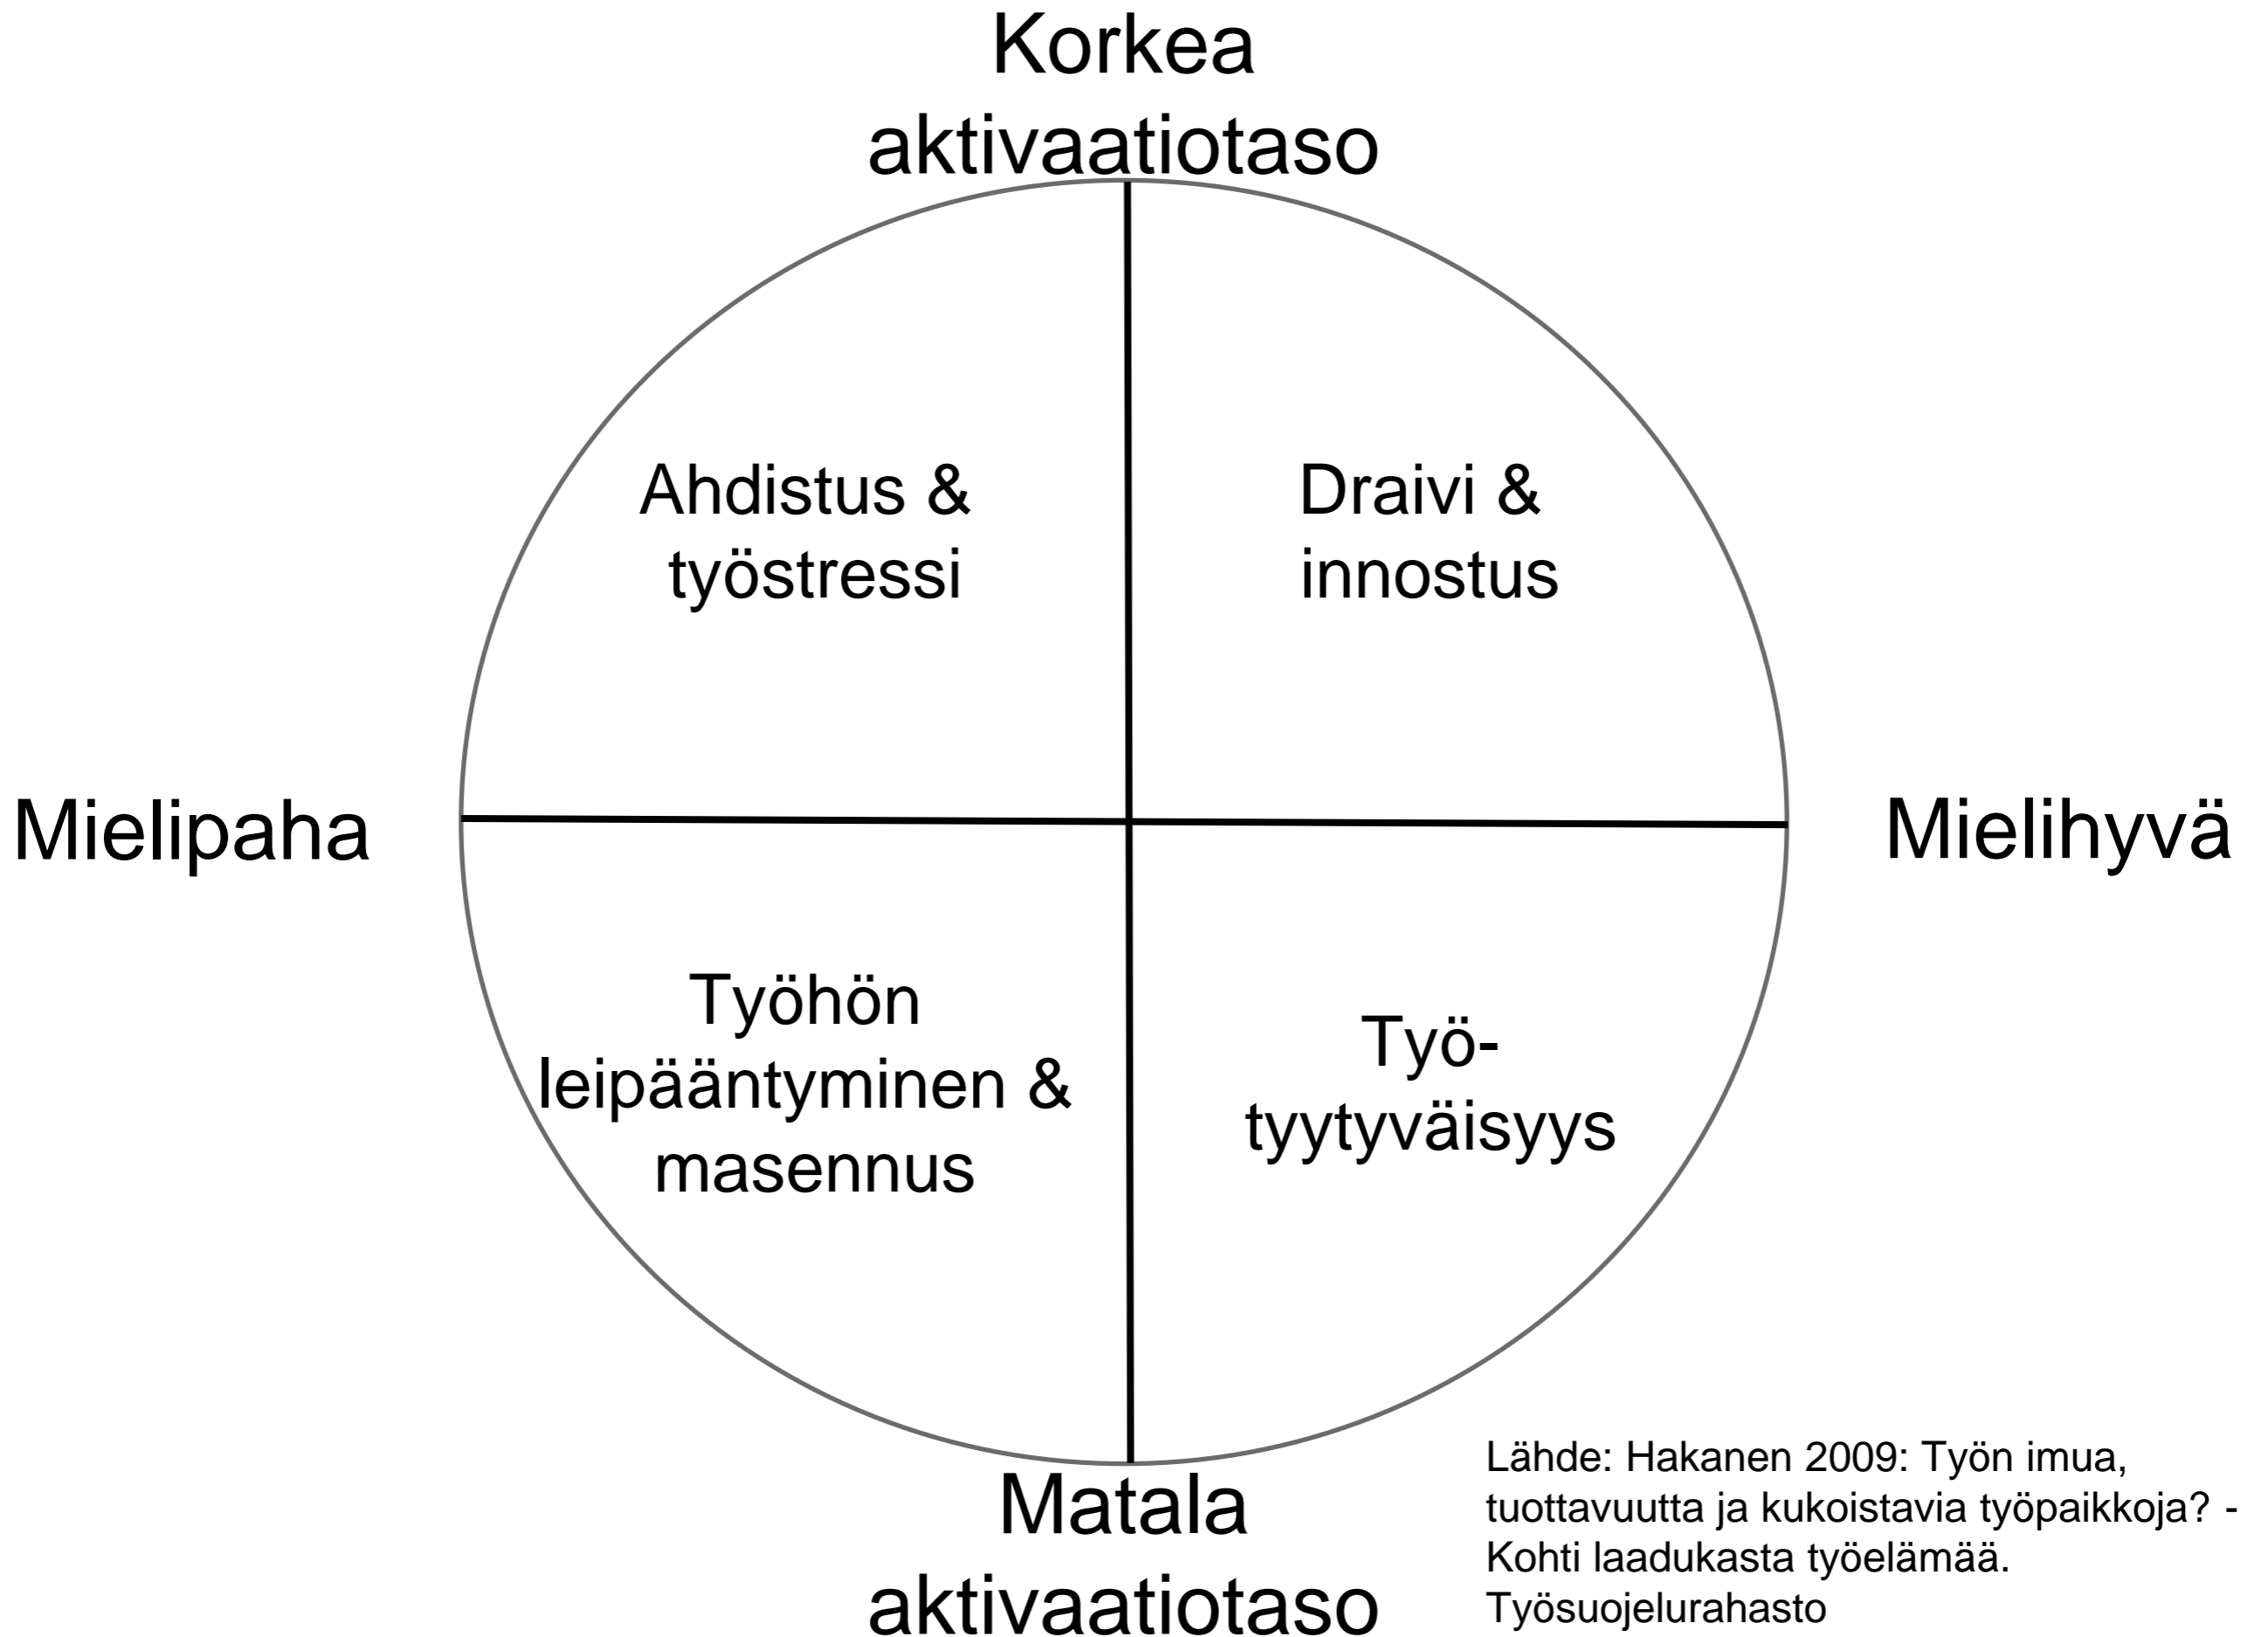 Korkea
aktivaatiotaso
Ahdistus &
työstressi
Draivi &
innostus
Mielipaha
Mielihyvä
Työhön
leipääntyminen &
masennus
Työ-
tyytyväisyys
Matala
aktivaatiotaso
Lähde: Hakanen 2009: Työn imua,
tuottavuutta ja kukoistavia työpaikkoja? -
Kohti laadukasta työelämää.
Työsuojelurahasto